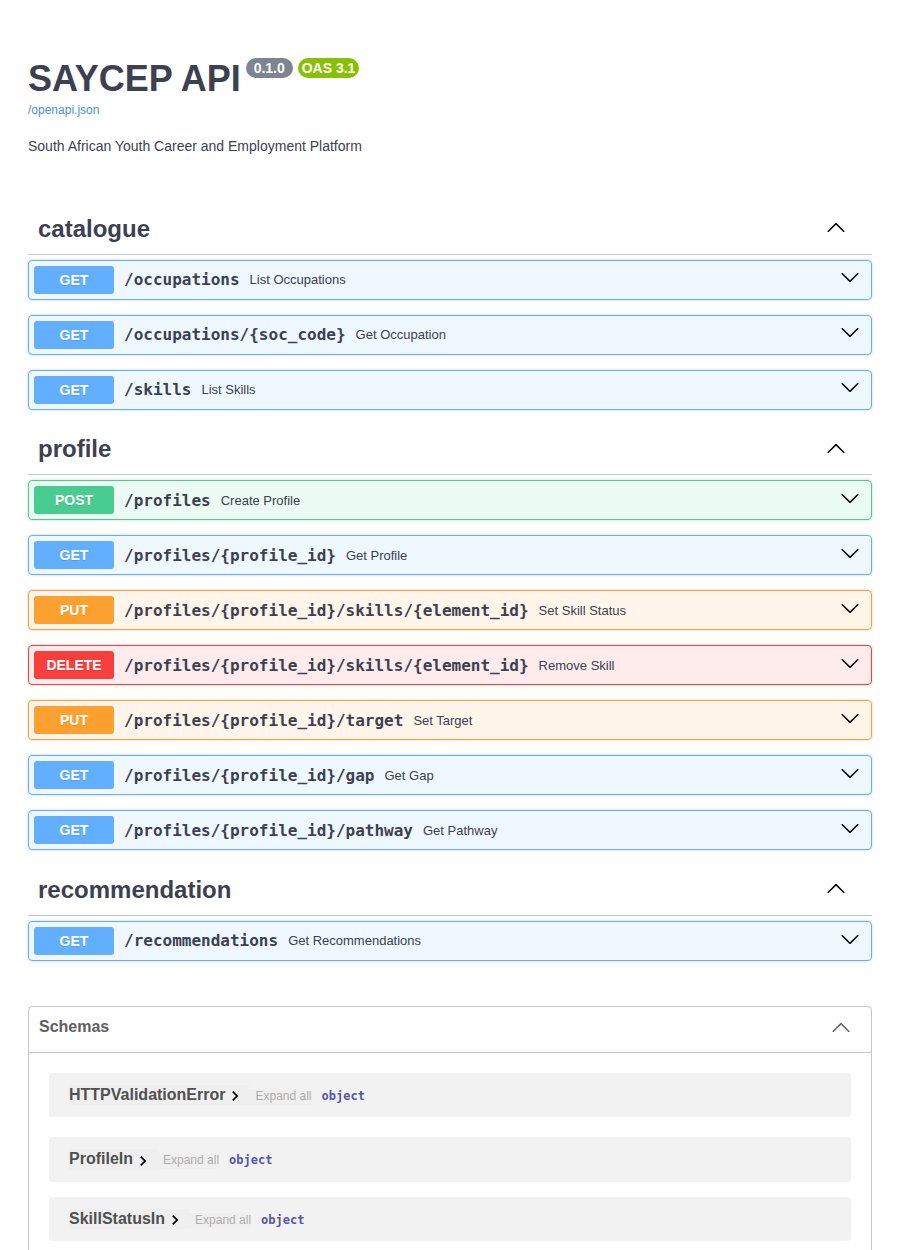 SAYCEP API 0.1.0 OAS 3.1
/openapi.json
South African Youth Career and Employment Platform
catalogue
GET /occupations List Occupations
GET /occupations/{soc_code} Get Occupation
GET /skills List Skills
profile
POST /profiles Create Profile
GET /profiles/{profile_id} Get Profile
PUT /profiles/{profile_id}/skills/{element_id} Set Skill Status
DELETE /profiles/{profile_id}/skills/{element_id} Remove Skill
PUT /profiles/{profile_id}/target Set Target
GET /profiles/{profile_id}/gap Get Gap
GET /profiles/{profile_id}/pathway Get Pathway
recommendation
GET /recommendations Get Recommendations
Schemas
HTTPValidationError Expand all object
ProfileIn Expand all object
SkillStatusIn Expand all object